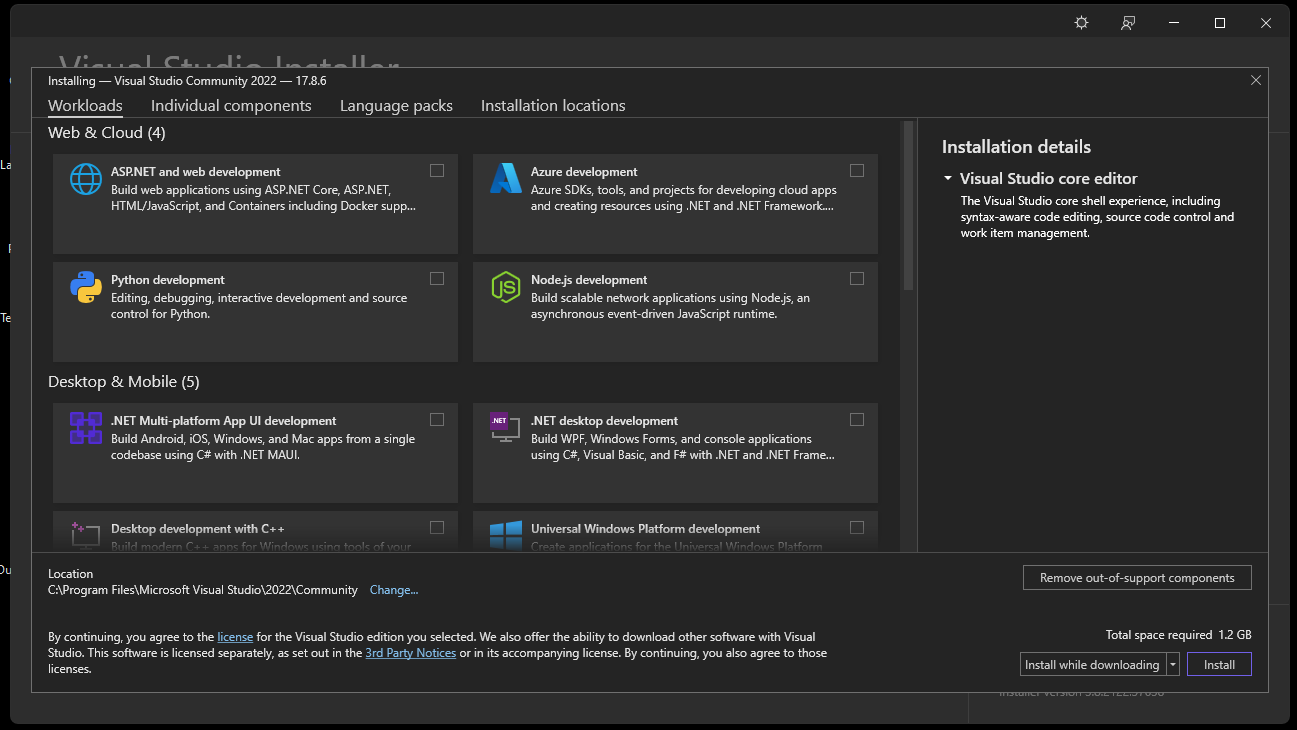 Visual Studio Installer
Installing — Visual Studio Community 2022 — 17.8.6
Workloads
Individual components
Language packs
Installation locations
Web & Cloud (4)
ASP.NET and web development
Build web applications using ASP.NET Core, ASP.NET,
HTML/JavaScript, and Containers including Docker supp...
Azure development
Azure SDKs, tools, and projects for developing cloud apps
and creating resources using .NET and .NET Framework....
Python development
Editing, debugging, interactive development and source
control for Python.
Node.js development
Build scalable network applications using Node.js, an
asynchronous event-driven JavaScript runtime.
Desktop & Mobile (5)
.NET Multi-platform App UI development
Build Android, iOS, Windows, and Mac apps from a single
codebase using C# with .NET MAUI.
.NET
.NET desktop development
Build WPF, Windows Forms, and console applications
using C#, Visual Basic, and F# with .NET and .NET Frame...
Desktop development with C++
Build modern C++ apps for Windows using tools of your
Universal Windows Platform development
Create applications for the Universal Windows Platform
Installation details
Visual Studio core editor
The Visual Studio core shell experience, including
syntax-aware code editing, source code control and
work item management.
Location
C:\Program Files\Microsoft Visual Studio\2022\Community
Change...
Remove out-of-support components
By continuing, you agree to the license for the Visual Studio edition you selected. We also offer the ability to download other software with Visual
Studio. This software is licensed separately, as set out in the 3rd Party Notices or in its accompanying license. By continuing, you also agree to those
licenses.
Total space required 1.2 GB
Install while downloading
Install
La
Te
Du